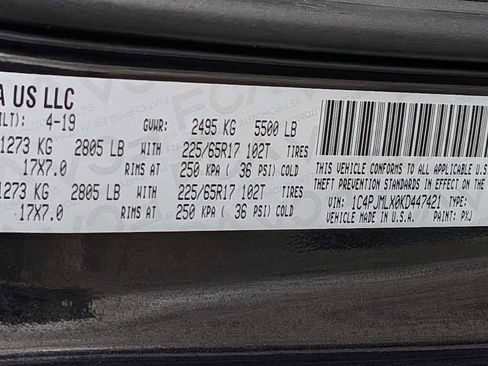 A US LLC
ILT): 4-19 GVWR: 2495 KG 5500 LB
1273 KG 2805 LB WITH 225/65R17 102T TIRES
17X7.0 RIMS AT 250 KPA ( 36 PSI) COLD
1273 KG 2805 LB WITH 225/65R17 102T TIRES
17X7.0 RIMS AT 250 KPA ( 36 PSI) COLD
THIS VEHICLE CONFORMS TO ALL APPLICABLE U.S
THEFT PREVENTION STANDARDS IN EFFECT ON THE
VIN: 1C4PJMLX0KD447421 TYPE:
VEHICLE MADE IN U.S.A. PAINT: PXJ